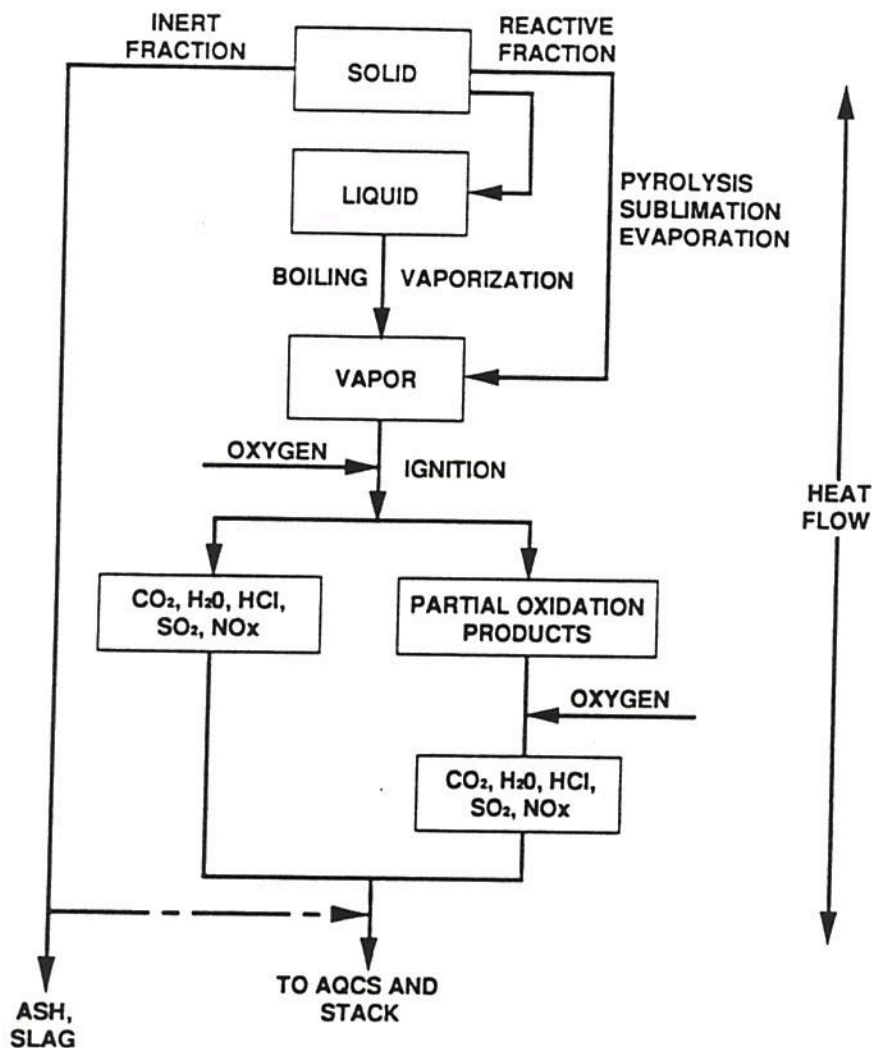 INERT
FRACTION
REACTIVE
FRACTION
SOLID
LIQUID
PYROLYSIS
SUBLIMATION
EVAPORATION
BOILING VAPORIZATION
VAPOR
OXYGEN
IGNITION
HEAT
FLOW
CO₂, H₂0, HCl,
SO₂, NOx
PARTIAL OXIDATION
PRODUCTS
OXYGEN
CO₂, H₂0, HCl,
SO₂, NOx
TO AQCS AND
STACK
ASH,
SLAG